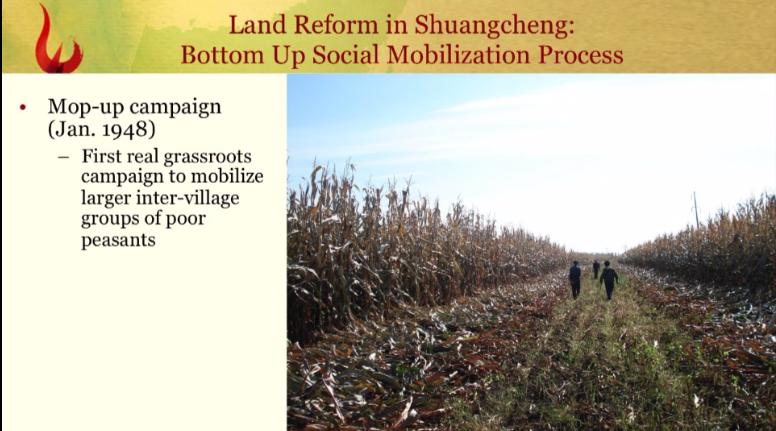 Land Reform in Shuangcheng:
Bottom Up Social Mobilization Process
• Mop-up campaign
(Jan. 1948)
– First real grassroots
campaign to mobilize
larger inter-village
groups of poor
peasants